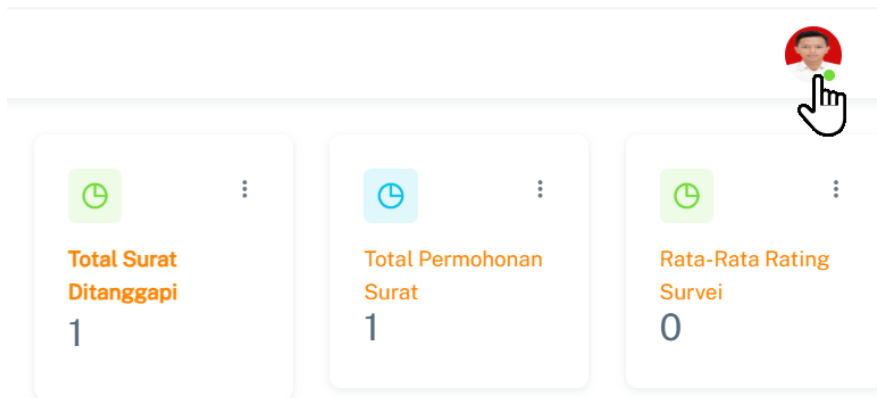 Total Surat
Ditanggapi
1
Total Permohonan
Surat
1
Rata-Rata Rating
Survei
0